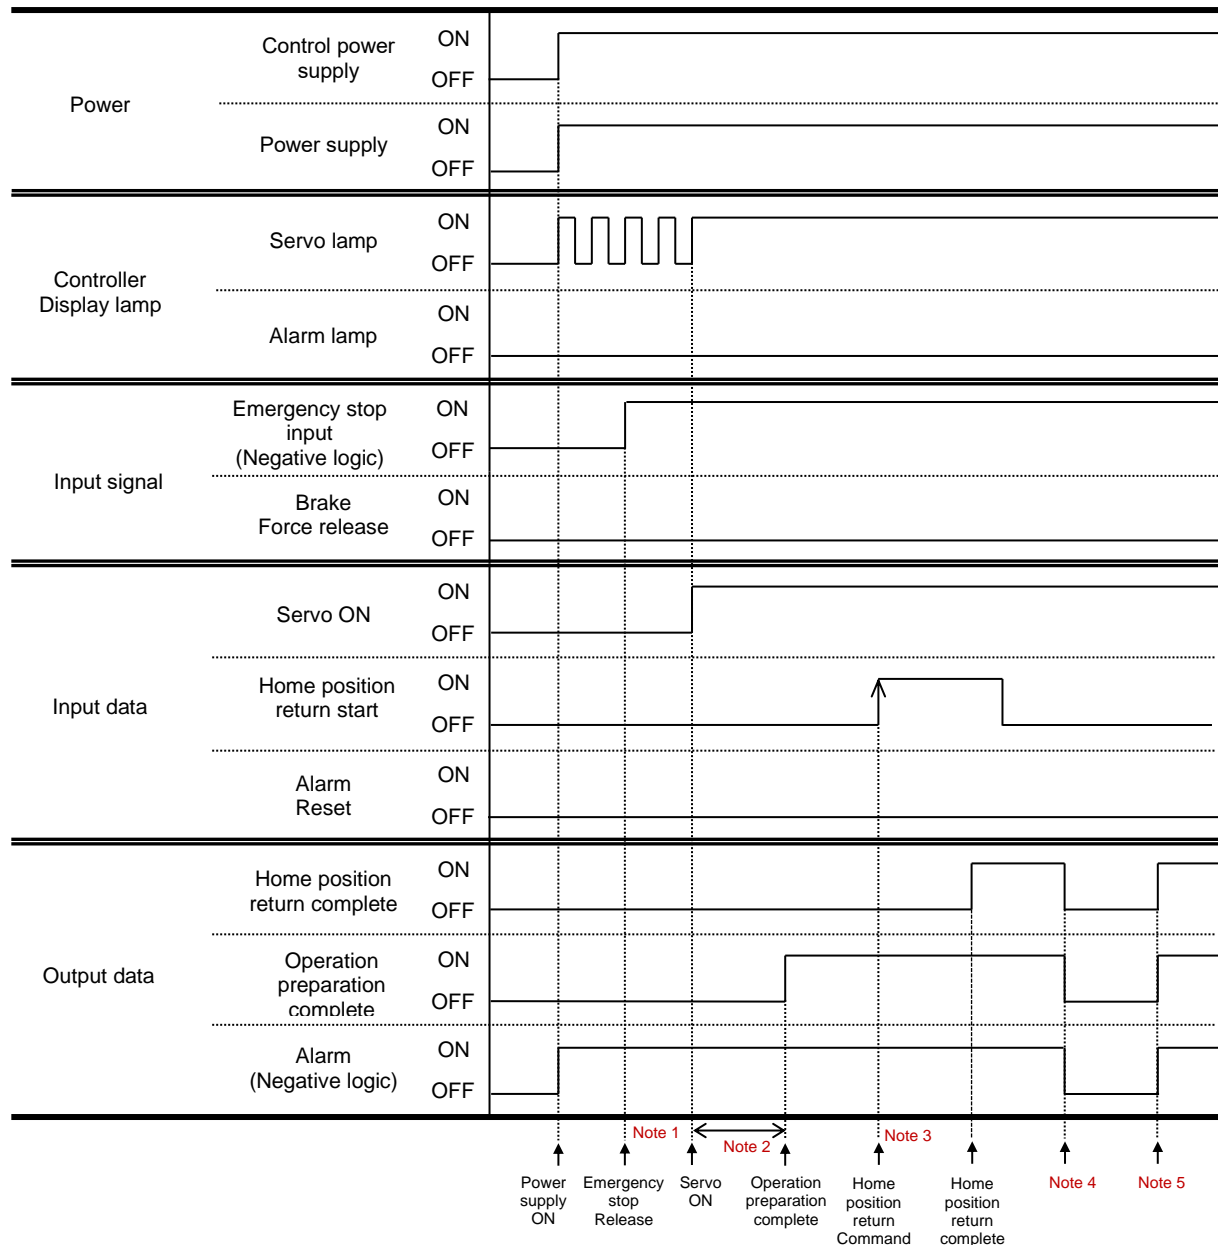 Power
Control power
supply
ON
OFF
Power supply
ON
OFF
Controller
Display lamp
Servo lamp
ON
OFF
Alarm lamp
ON
OFF
Input signal
Emergency stop
input
(Negative logic)
ON
OFF
Brake
Force release
ON
OFF
Input data
Servo ON
ON
OFF
Home position
return start
ON
OFF
Alarm
Reset
ON
OFF
Output data
Home position
return complete
ON
OFF
Operation
preparation
complete
ON
OFF
Alarm
(Negative logic)
ON
OFF
Note 1
Note 2
Note 3
Power
supply
ON
Emergency
stop
Release
Servo
ON
Operation
preparation
complete
Home
position
return
Command
Home
position
return
complete
Note 4
Note 5